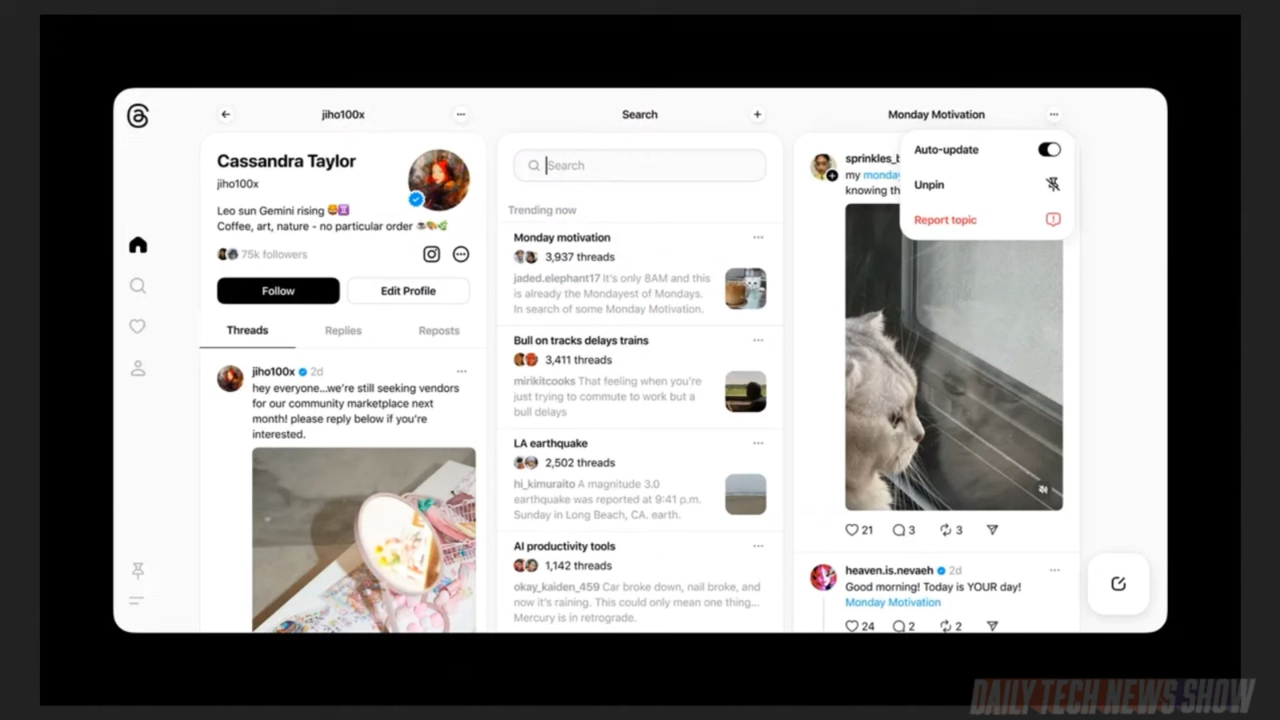 jiho100x
Cassandra Taylor
jiho100x
Leo sun Gemini rising 🦁♊
Coffee, art, nature - no particular order ☕🎨🌿
75k followers
Follow
Edit Profile
Threads
Replies
Reposts
jiho100x 2d
hey everyone...we're still seeking vendors
for our community marketplace next
month! please reply below if you're
interested.
Search
Search
Trending now
Monday motivation
3,937 threads
jaded.elephant17 It's only 8AM and this
is already the Mondayest of Mondays.
In search of some Monday Motivation.
Bull on tracks delays trains
3,411 threads
mirikitcooks That feeling when you're
just trying to commute to work but a
bull delays
LA earthquake
2,502 threads
hi_kimuraito A magnitude 3.0
earthquake was reported at 9:41 p.m.
Sunday in Long Beach, CA. earth.
AI productivity tools
1,142 threads
okay_kaiden_459 Car broke down, nail broke, and
now it's raining. This could only mean one thing...
Mercury is in retrograde.
Monday Motivation
Auto-update
Unpin
Report topic
sprinkles_b
my monday
knowing th
21 3 3
heaven.is.nevaeh 2d
Good morning! Today is YOUR day!
Monday Motivation
24 2 2
DAILY TECH NEWS SHOW